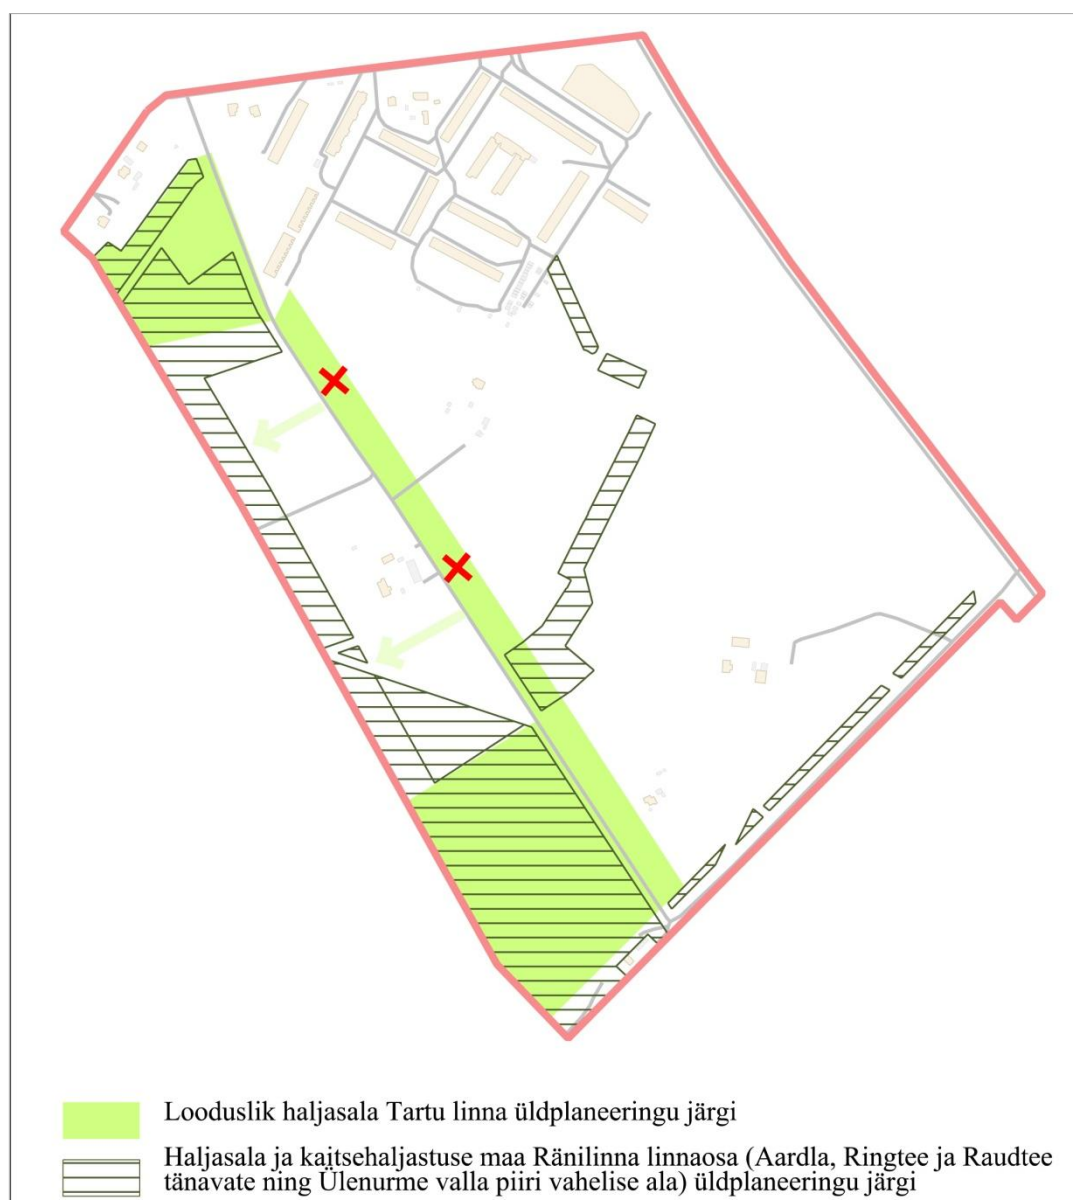 Looduslik haljasala Tartu linna üldplaneeringu järgi
Haljasala ja kaitsehaljastuse maa Ränilinna linnaosa (Aardla, Ringtee ja Raudtee
tänavate ning Ülenurme valla piiri vahelise ala) üldplaneeringu järgi